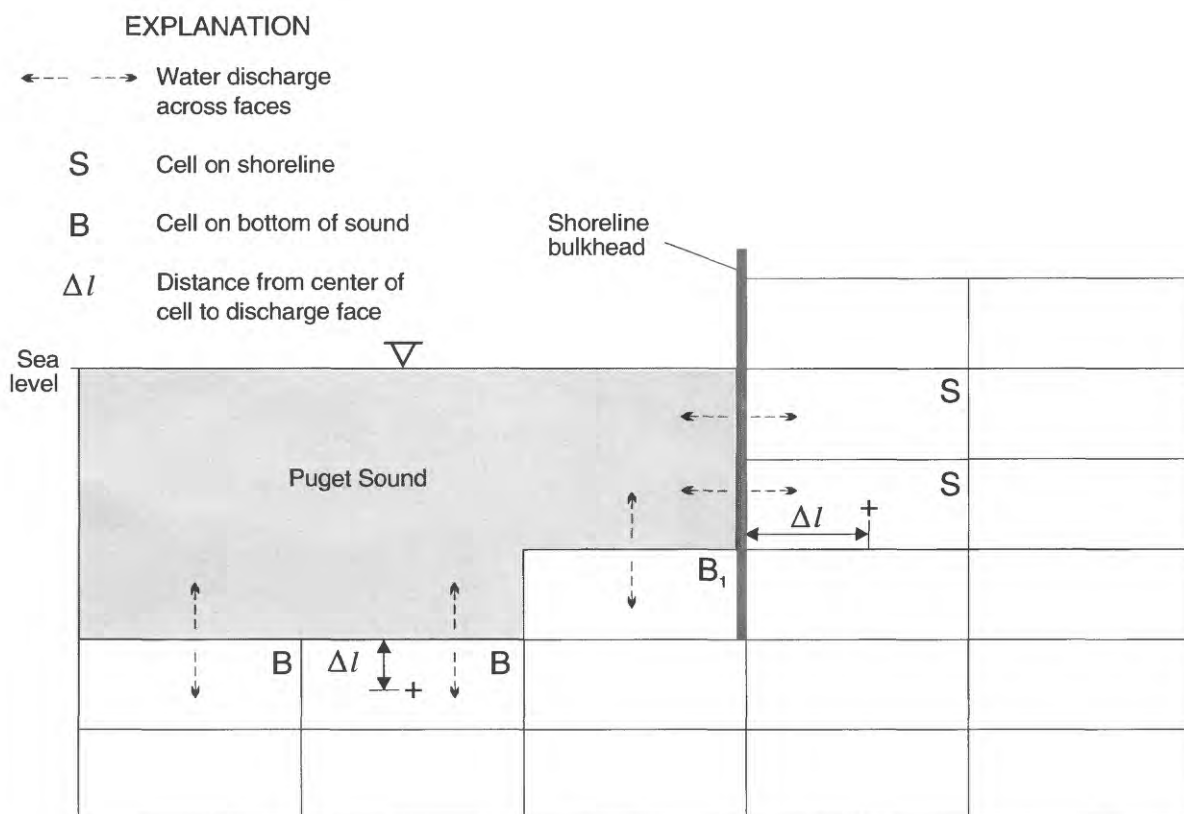 EXPLANATION
Water discharge
across faces
S Cell on shoreline
B Cell on bottom of sound
Δl Distance from center of
cell to discharge face
Shoreline
bulkhead
Sea
level
S
Puget Sound
S
Δl
B₁
B
Δl
B